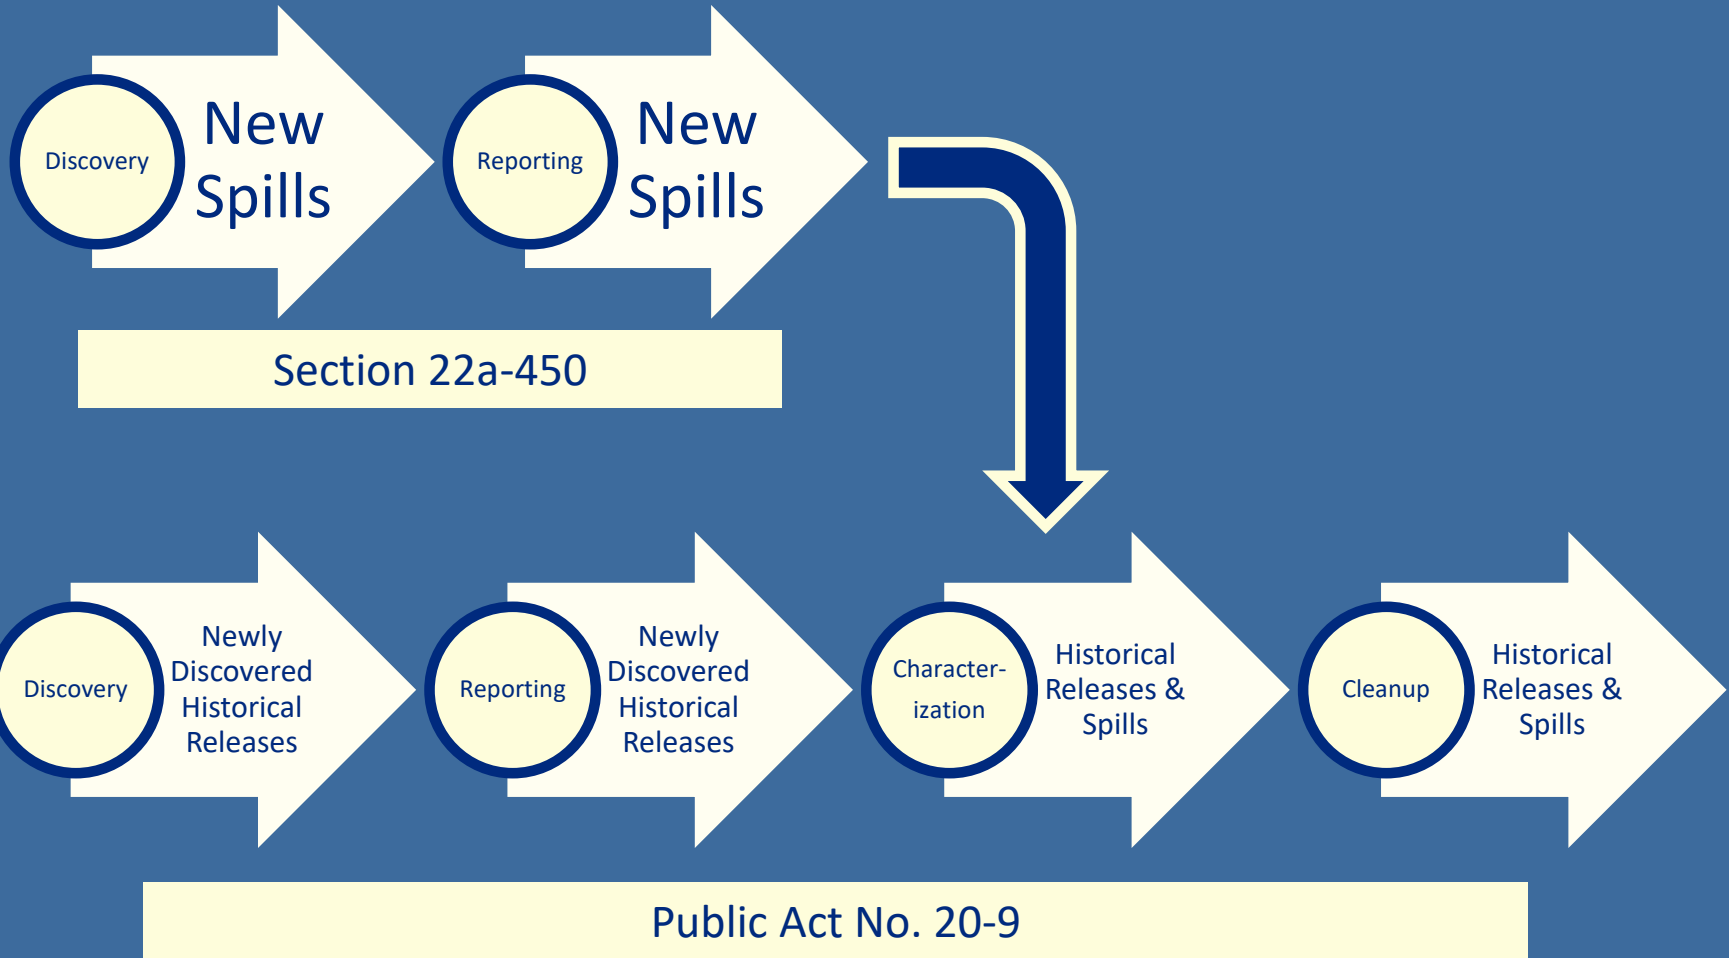 Discovery
New
Spills
Reporting
New
Spills
Section 22a-450
Discovery
Newly
Discovered
Historical
Releases
Reporting
Newly
Discovered
Historical
Releases
Character-
ization
Historical
Releases &
Spills
Cleanup
Historical
Releases &
Spills
Public Act No. 20-9